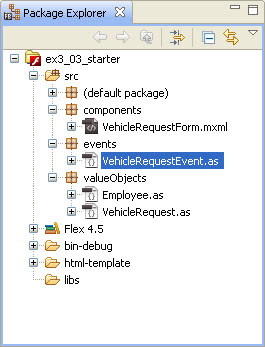 Package Explorer
ex3_03_starter
src
(default package)
components
VehicleRequestForm.mxml
events
VehicleRequestEvent.as
valueObjects
Employee.as
VehicleRequest.as
Flex 4.5
bin-debug
html-template
libs